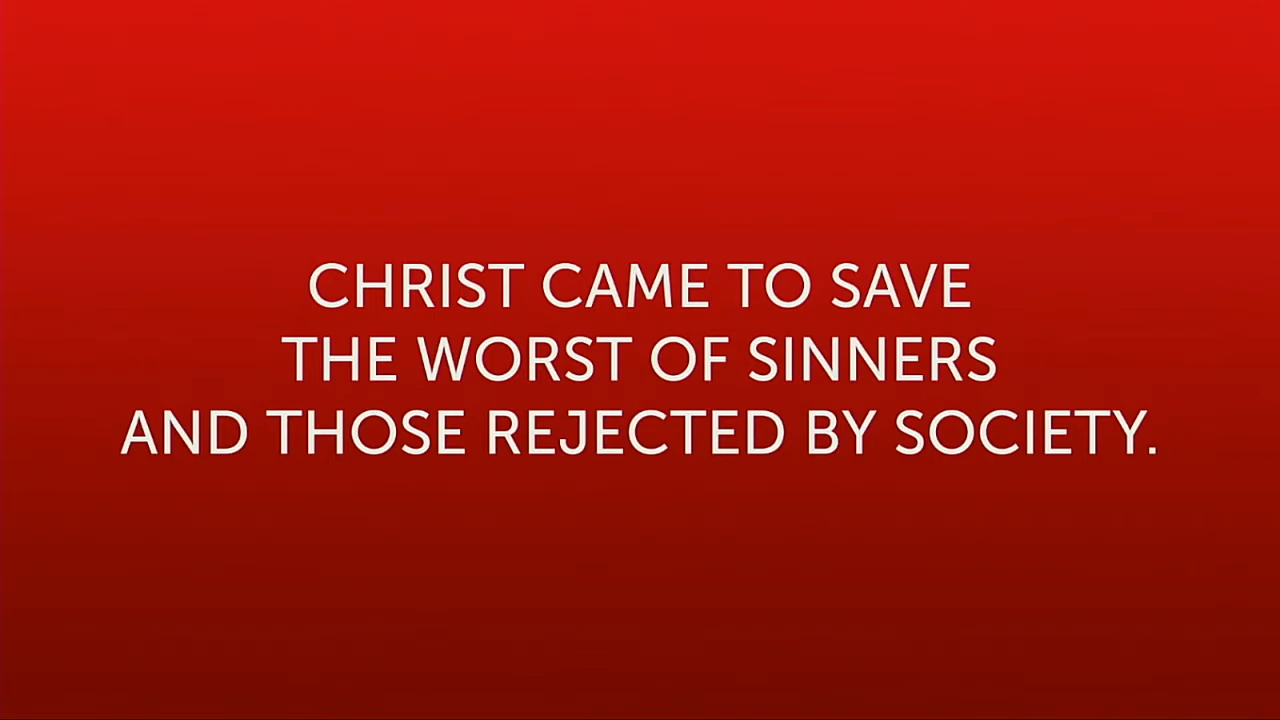 CHRIST CAME TO SAVE
THE WORST OF SINNERS
AND THOSE REJECTED BY SOCIETY.